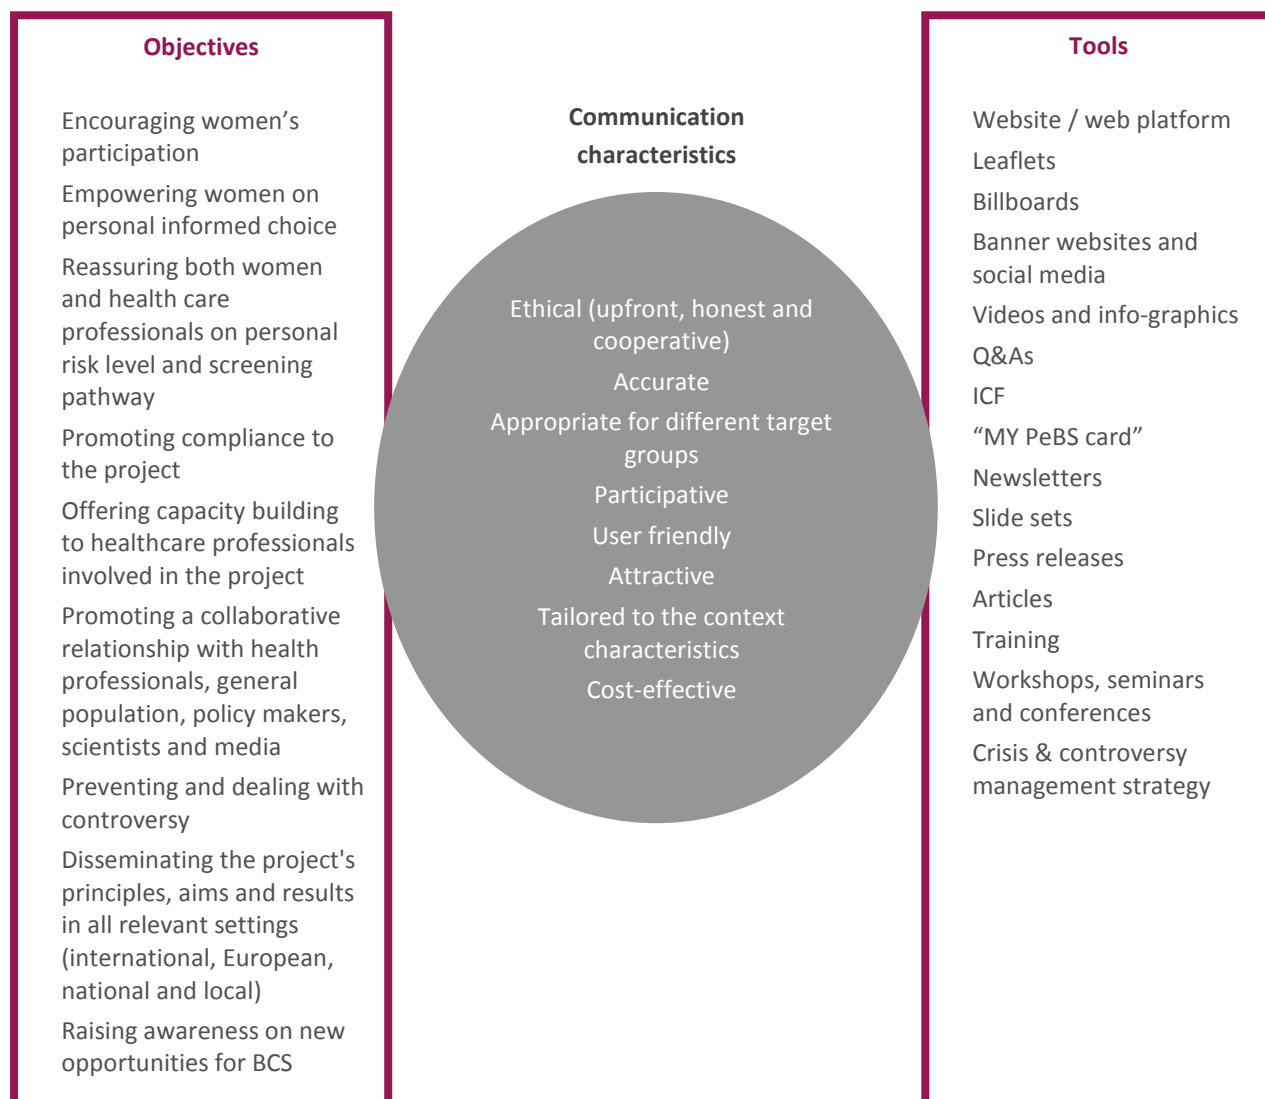 Objectives
Encouraging women’s
participation
Empowering women on
personal informed choice
Reassuring both women
and health care
professionals on personal
risk level and screening
pathway
Promoting compliance to
the project
Offering capacity building
to healthcare professionals
involved in the project
Promoting a collaborative
relationship with health
professionals, general
population, policy makers,
scientists and media
Preventing and dealing with
controversy
Disseminating the project's
principles, aims and results
in all relevant settings
(international, European,
national and local)
Raising awareness on new
opportunities for BCS
Communication
characteristics
Ethical (upfront, honest and
cooperative)
Accurate
Appropriate for different target
groups
Participative
User friendly
Attractive
Tailored to the context
characteristics
Cost-effective
Tools
Website / web platform
Leaflets
Billboards
Banner websites and
social media
Videos and info-graphics
Q&As
ICF
“MY PeBS card”
Newsletters
Slide sets
Press releases
Articles
Training
Workshops, seminars
and conferences
Crisis & controversy
management strategy